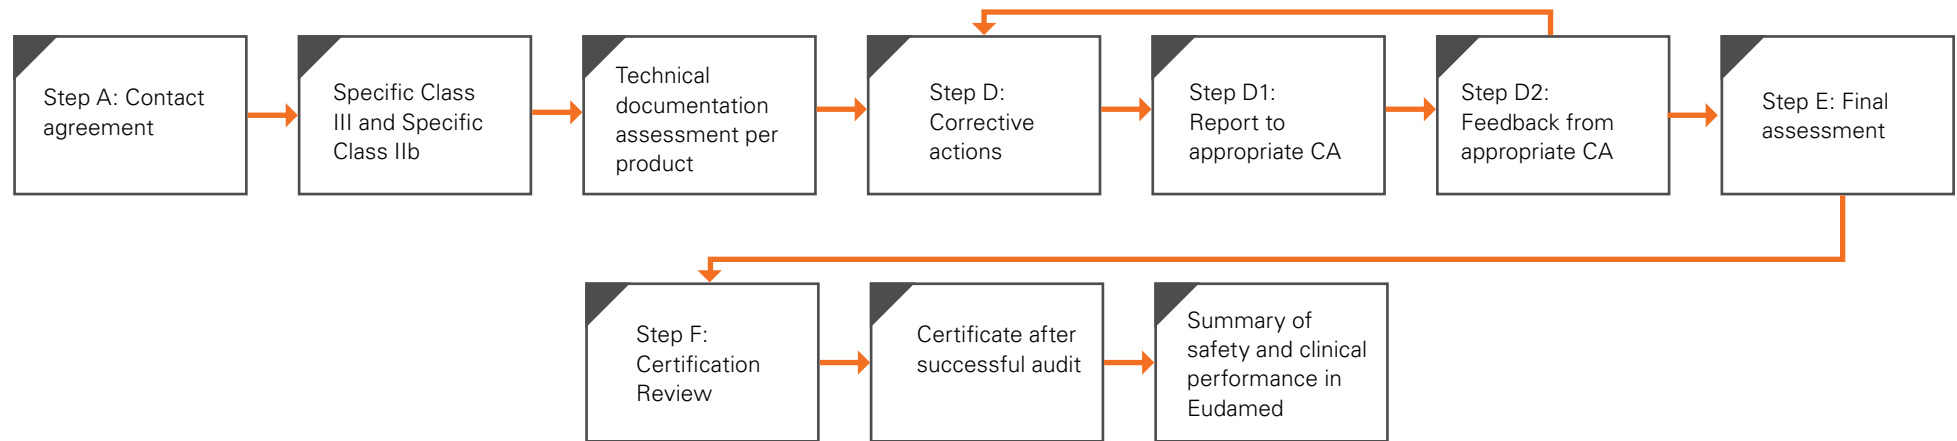 Step A: Contact
agreement
Specific Class
III and Specific
Class IIb
Technical
documentation
assessment per
product
Step D:
Corrective
actions
Step D1:
Report to
appropriate CA
Step D2:
Feedback from
appropriate CA
Step E: Final
assessment
Step F:
Certification
Review
Certificate after
successful audit
Summary of
safety and clinical
performance in
Eudamed